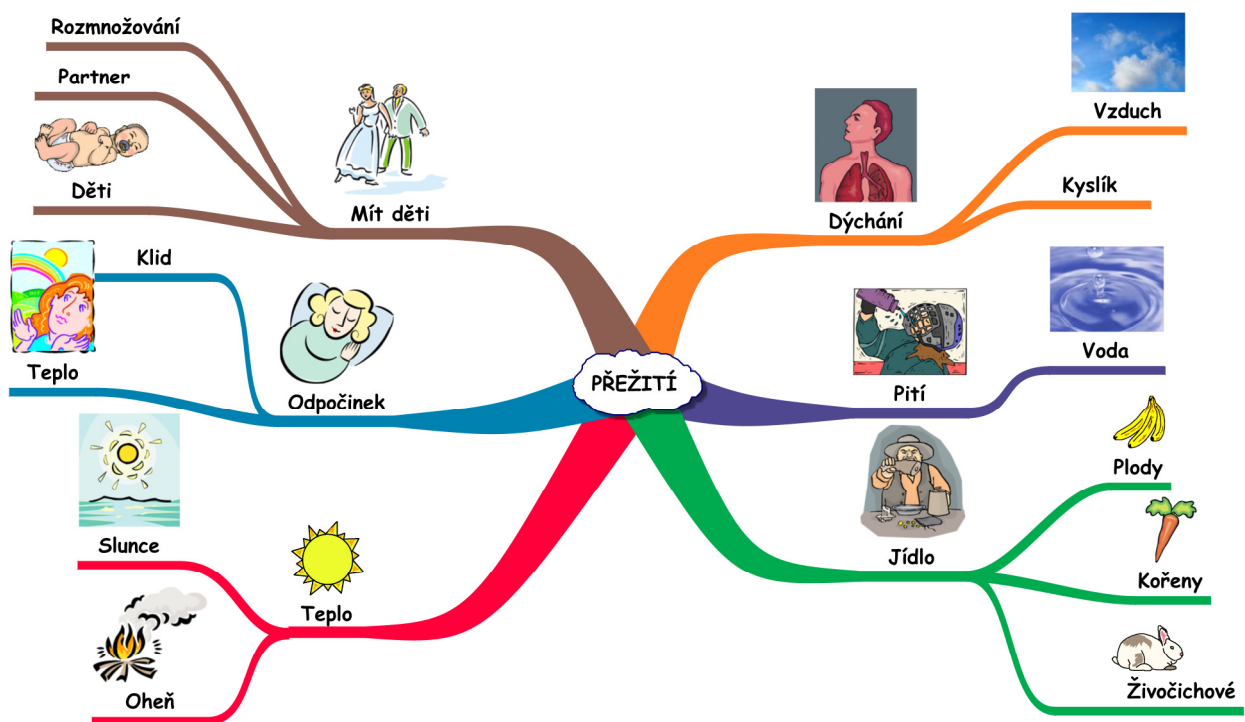 PŘEŽITÍ
Dýchání
Vzduch
Kyslík
Pití
Voda
Jídlo
Plody
Kořeny
Živočichové
Teplo
Slunce
Oheň
Odpočinek
Klid
Teplo
Mít děti
Rozmnožování
Partner
Děti